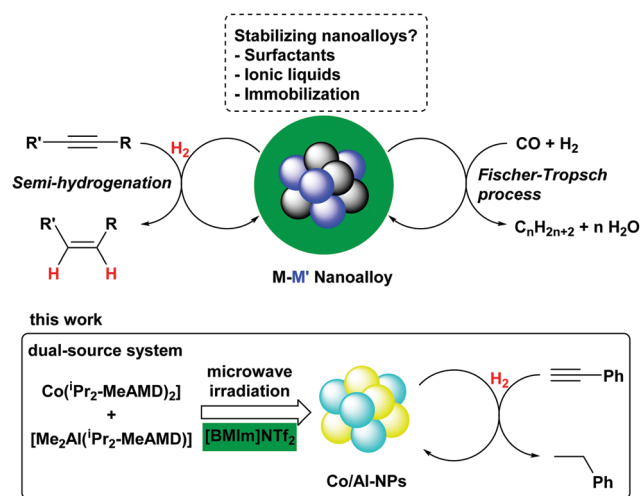 Stabilizing nanoalloys?
- Surfactants
- Ionic liquids
- Immobilization
R' R
H₂
Semi-hydrogenation
R' R
H H
CO + H₂
Fischer-Tropsch
process
CₙH₂ₙ₊₂ + n H₂O
M-M' Nanoalloy
this work
dual-source system
Co(ⁱPr₂-MeAMD)₂]
+
[Me₂Al(ⁱPr₂-MeAMD)]
microwave
irradiation
[BMIm]NTf₂
Co/Al-NPs
H₂
Ph
Ph